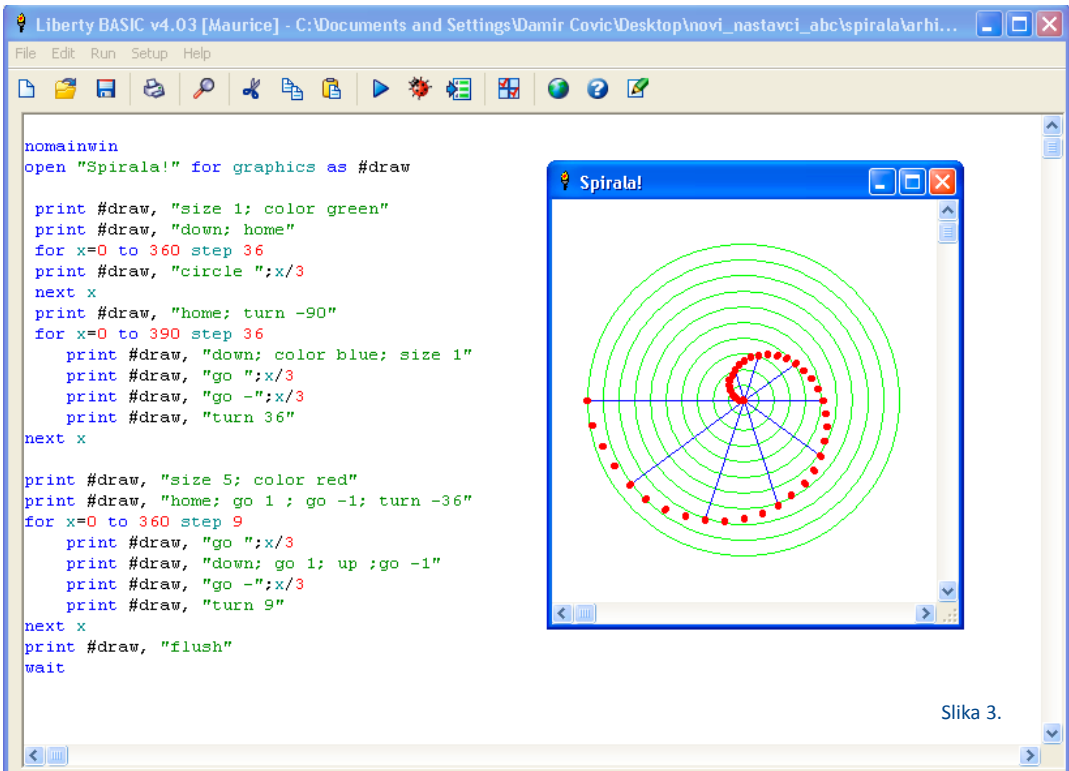 Liberty BASIC v4.03 [Maurice] - C:\Documents and Settings\Damir Covic\Desktop\novi_nastavci_abc\spirala\arhi...
File Edit Run Setup Help
nomainwin
open "Spirala!" for graphics as #draw
print #draw, "size 1; color green"
print #draw, "down; home"
for x=0 to 360 step 36
print #draw, "circle ";x/3
next x
print #draw, "home; turn -90"
for x=0 to 390 step 36
print #draw, "down; color blue; size 1"
print #draw, "go ";x/3
print #draw, "go -";x/3
print #draw, "turn 36"
next x
print #draw, "size 5; color red"
print #draw, "home; go 1 ; go -1; turn -36"
for x=0 to 360 step 9
print #draw, "go ";x/3
print #draw, "down; go 1; up ;go -1"
print #draw, "go -";x/3
print #draw, "turn 9"
next x
print #draw, "flush"
wait
Spirala!
Slika 3.